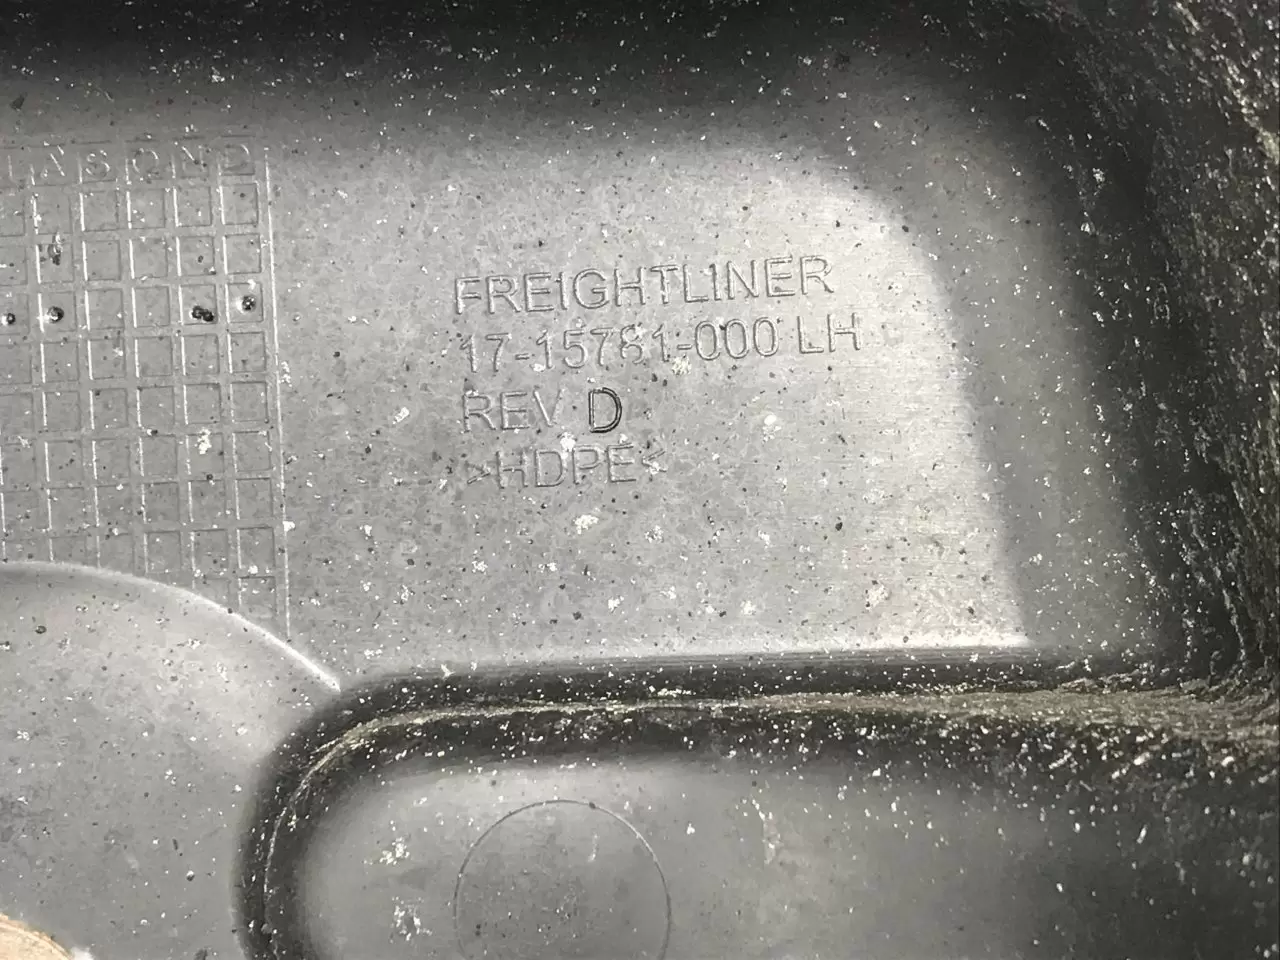 J A S O N D
FREIGHTLINER
17-15781-000 LH
REV D
>HDPE<